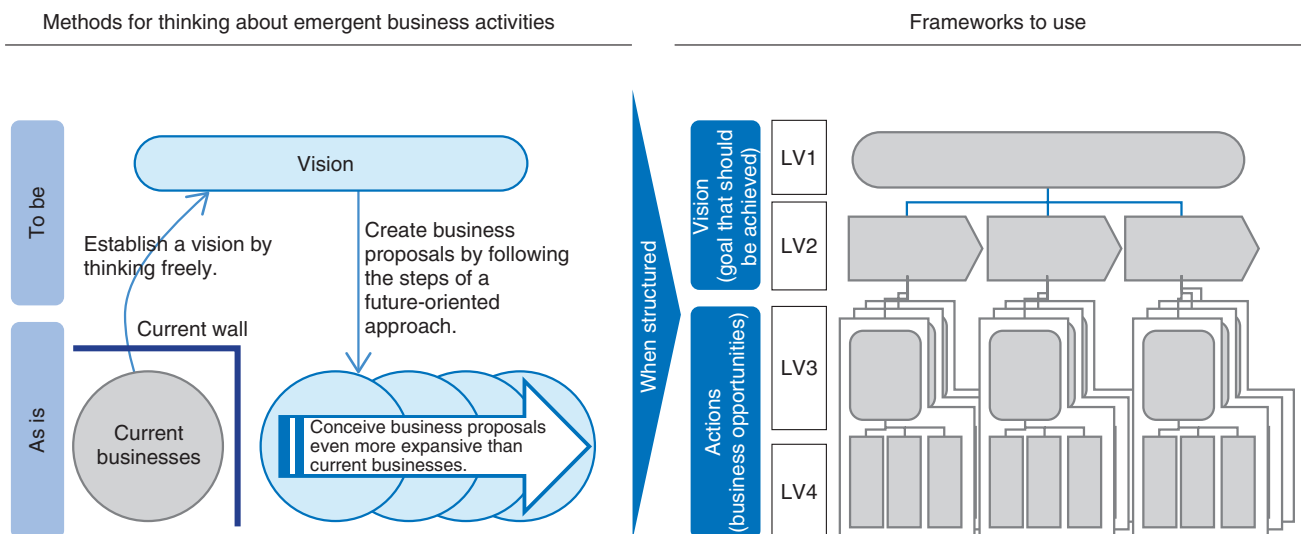 Methods for thinking about emergent business activities
Frameworks to use
To be
Vision
Establish a vision by
thinking freely.
Create business
proposals by following
the steps of a
future-oriented
approach.
As is
Current wall
Current
businesses
Conceive business proposals
even more expansive than
current businesses.
When structured
Vision
(goal that should
be achieved)
LV1
LV2
Actions
(business opportunities)
LV3
LV4